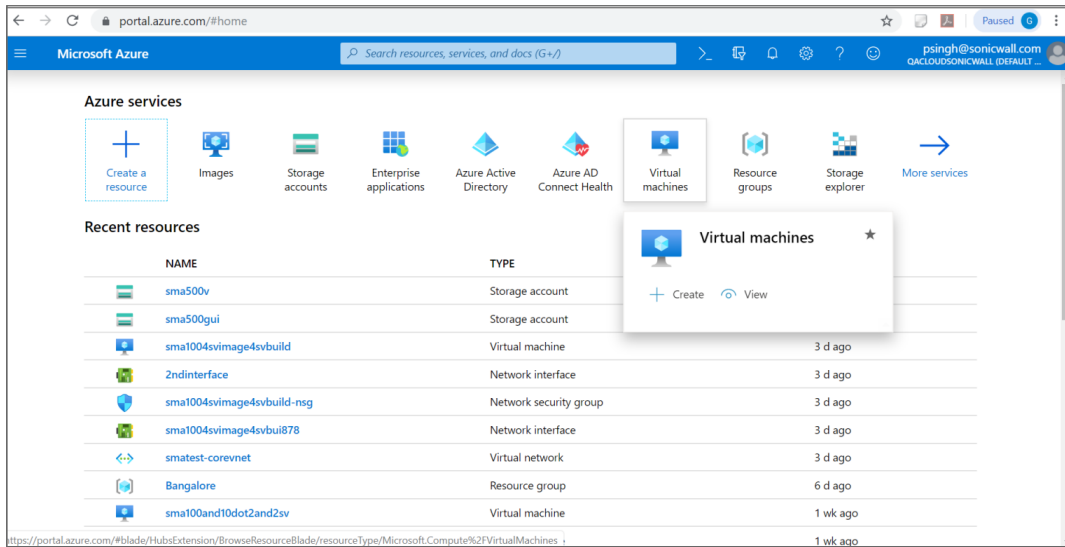 portal.azure.com/#home
Paused G
Microsoft Azure
Search resources, services, and docs (G+/)
psingh@sonicwall.com
QACLOUDSONICWALL (DEFAULT ...
Azure services
Create a resource
Images
Storage accounts
Enterprise applications
Azure Active Directory
Azure AD Connect Health
Virtual machines
Resource groups
Storage explorer
More services
Recent resources
Virtual machines
Create View
NAME TYPE
sma500v Storage account
sma500gui Storage account
sma1004svimage4svbuild Virtual machine 3 d ago
2ndinterface Network interface 3 d ago
sma1004svimage4svbuild-nsg Network security group 3 d ago
sma1004svimage4svbui878 Network interface 3 d ago
smatest-corevnet Virtual network 3 d ago
Bangalore Resource group 6 d ago
sma100and10dot2and2sv Virtual machine 1 wk ago
https://portal.azure.com/#blade/HubsExtension/BrowseResourceBlade/resourceType/Microsoft.Compute%2FVirtualMachines 1 wk ago